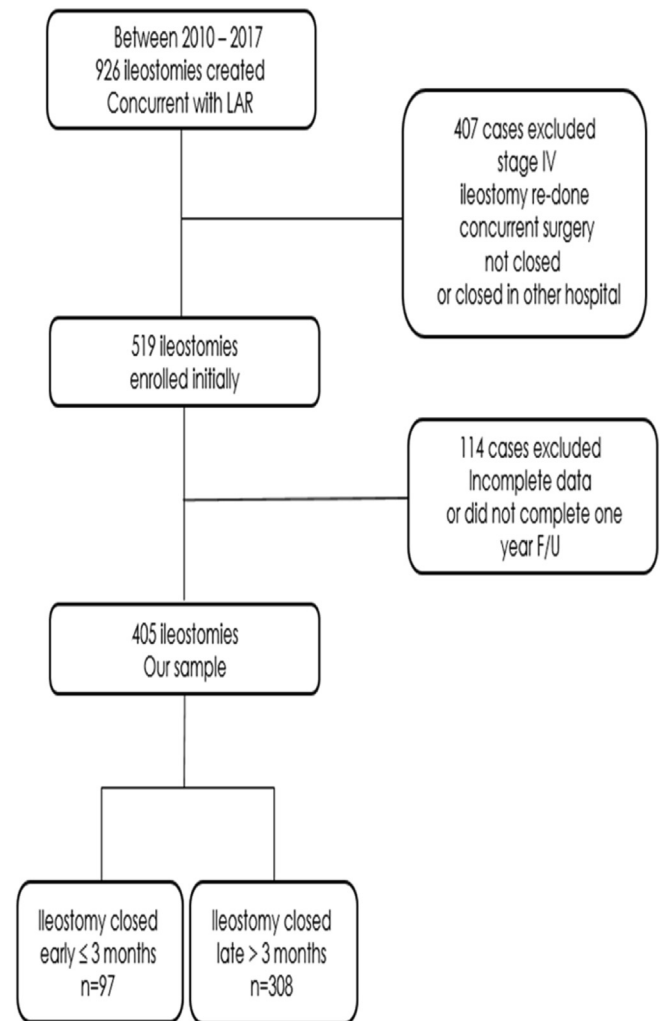 Between 2010 – 2017
926 ileostomies created
Concurrent with LAR
407 cases excluded
stage IV
ileostomy re-done
concurrent surgery
not closed
or closed in other hospital
519 ileostomies
enrolled initially
114 cases excluded
Incomplete data
or did not complete one
year F/U
405 ileostomies
Our sample
Ileostomy closed
early ≤ 3 months
n=97
Ileostomy closed
late > 3 months
n=308